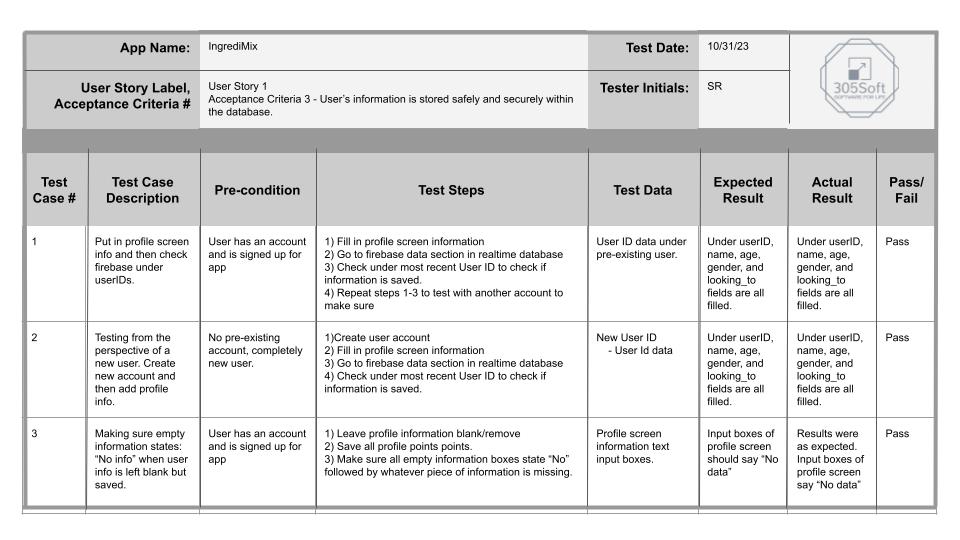 App Name:
IngrediMix
Test Date:
10/31/23
305Soft
SOFTWARE FOR LIFE
User Story Label,
Acceptance Criteria #
User Story 1
Acceptance Criteria 3 - User's information is stored safely and securely within
the database.
Tester Initials:
SR
Test
Case #
Test Case
Description
Pre-condition
Test Steps
Test Data
Expected
Result
Actual
Result
Pass/
Fail
1
Put in profile screen
info and then check
firebase under
userIDs.
User has an account
and is signed up for
app
1) Fill in profile screen information
2) Go to firebase data section in realtime database
3) Check under most recent User ID to check if
information is saved.
4) Repeat steps 1-3 to test with another account to
make sure
User ID data under
pre-existing user.
Under userID,
name, age,
gender, and
looking_to
fields are all
filled.
Under userID,
name, age,
gender, and
looking_to
fields are all
filled.
Pass
2
Testing from the
perspective of a
new user. Create
new account and
then add profile
info.
No pre-existing
account, completely
new user.
1)Create user account
2) Fill in profile screen information
3) Go to firebase data section in realtime database
4) Check under most recent User ID to check if
information is saved.
New User ID
- User Id data
Under userID,
name, age,
gender, and
looking_to
fields are all
filled.
Under userID,
name, age,
gender, and
looking_to
fields are all
filled.
Pass
3
Making sure empty
information states:
“No info” when user
info is left blank but
saved.
User has an account
and is signed up for
app
1) Leave profile information blank/remove
2) Save all profile points points.
3) Make sure all empty information boxes state “No”
followed by whatever piece of information is missing.
Profile screen
information text
input boxes.
Input boxes of
profile screen
should say “No
data”
Results were
as expected.
Input boxes of
profile screen
say “No data”
Pass